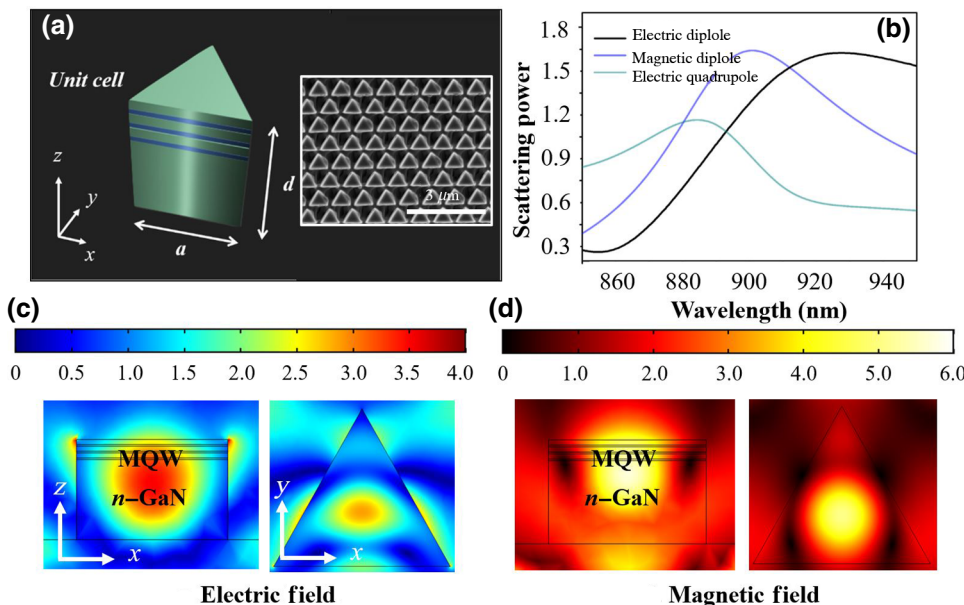 (a)
Unit cell
z
y
x
a
d
3 μm
(b)
Electric diplole
Magnetic diplole
Electric quadrupole
Scattering power
1.8
1.5
1.2
0.9
0.6
0.3
860 880 900 920 940
Wavelength (nm)
(c)
0 0.5 1.0 1.5 2.0 2.5 3.0 3.5 4.0
MQW
n-GaN
z
x
y
x
Electric field
(d)
0 1.0 2.0 3.0 4.0 5.0 6.0
MQW
n-GaN
Magnetic field